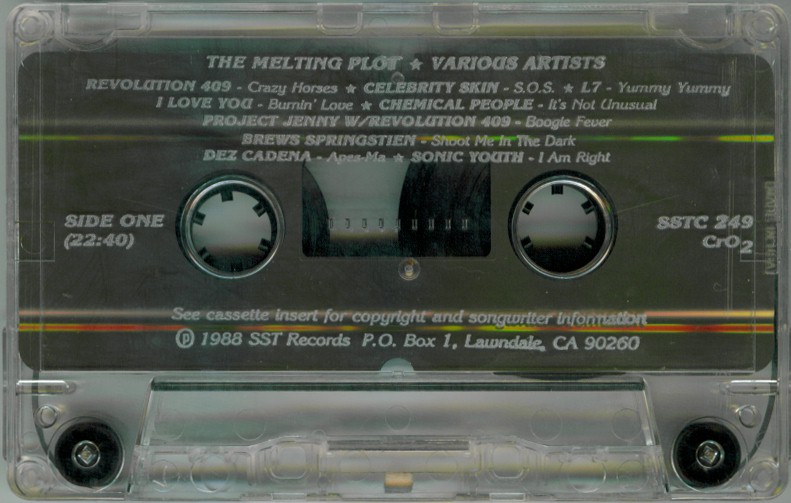 THE MELTING PLOT ★ VARIOUS ARTISTS
REVOLUTION 409 - Crazy Horses ★ CELEBRITY SKIN - S.O.S. ★ L7 - Yummy Yummy
I LOVE YOU - Burnin' Love ★ CHEMICAL PEOPLE - It's Not Unusual
PROJECT JENNY W/REVOLUTION 409 - Boogie Fever
BREWS SPRINGSTIEN - Shoot Me In The Dark
DEZ CADENA - Apes-Ma ★ SONIC YOUTH - I Am Right
SIDE ONE
(22:40)
SSTC 249
CrO2
See cassette insert for copyright and songwriter information
℗ 1988 SST Records P.O. Box 1, Lawndale, CA 90260